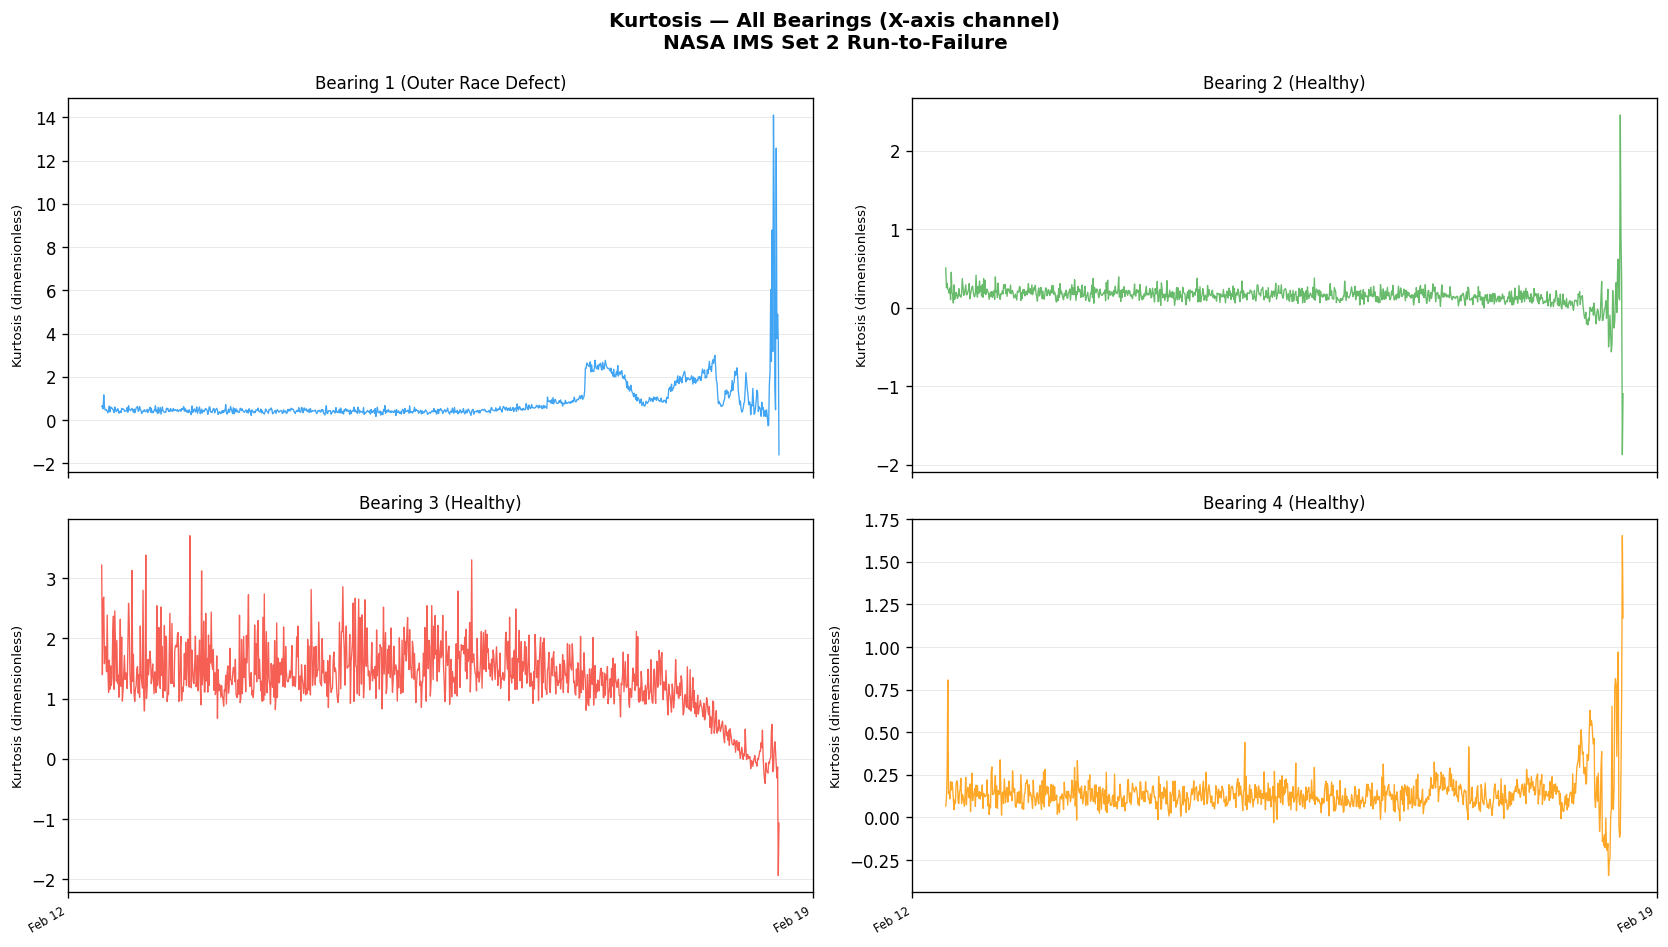 Kurtosis — All Bearings (X-axis channel)
NASA IMS Set 2 Run-to-Failure
Bearing 1 (Outer Race Defect)
Kurtosis (dimensionless)
14
12
10
8
6
4
2
0
−2
Bearing 2 (Healthy)
Kurtosis (dimensionless)
2
1
0
−1
−2
Bearing 3 (Healthy)
Kurtosis (dimensionless)
3
2
1
0
−1
−2
Feb 12
Feb 19
Bearing 4 (Healthy)
Kurtosis (dimensionless)
1.75
1.50
1.25
1.00
0.75
0.50
0.25
0.00
−0.25
Feb 12
Feb 19